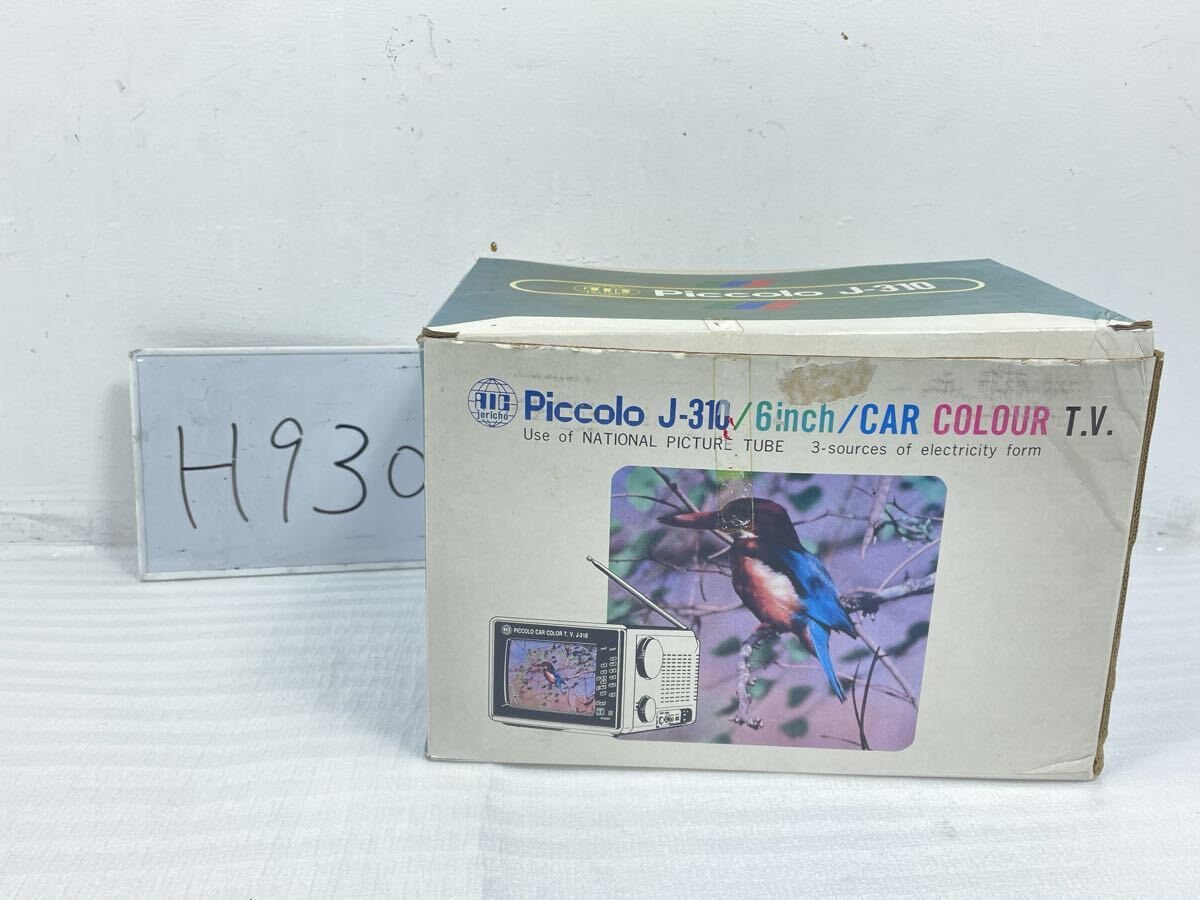 Piccolo J-310
H930
jericho
Piccolo J-310/6inch/CAR COLOUR T.V.
Use of NATIONAL PICTURE TUBE 3-sources of electricity form
PICCOLO CAR COLOR T. V. J-310
POWER